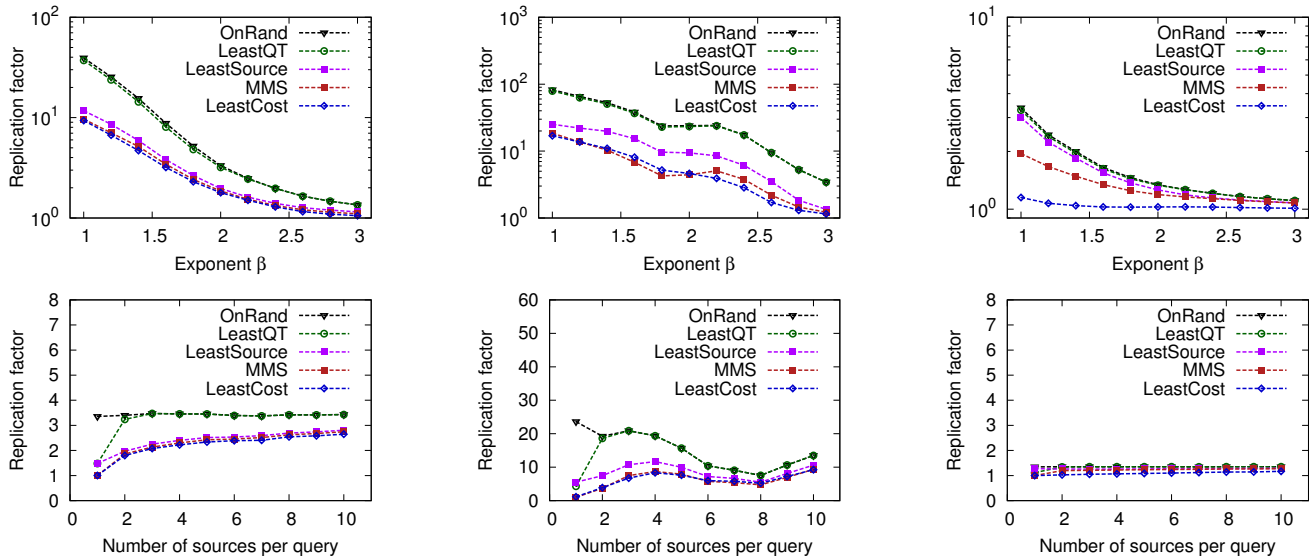 Replication factor
10^2
10^1
10^0
1
1.5
2
2.5
3
Exponent β
OnRand
LeastQT
LeastSource
MMS
LeastCost
Replication factor
10^3
10^2
10^1
10^0
1
1.5
2
2.5
3
Exponent β
OnRand
LeastQT
LeastSource
MMS
LeastCost
Replication factor
10^1
10^0
1
1.5
2
2.5
3
Exponent β
OnRand
LeastQT
LeastSource
MMS
LeastCost
Replication factor
8
7
6
5
4
3
2
1
0
0
2
4
6
8
10
Number of sources per query
OnRand
LeastQT
LeastSource
MMS
LeastCost
Replication factor
60
50
40
30
20
10
0
0
2
4
6
8
10
Number of sources per query
OnRand
LeastQT
LeastSource
MMS
LeastCost
Replication factor
8
7
6
5
4
3
2
1
0
0
2
4
6
8
10
Number of sources per query
OnRand
LeastQT
LeastSource
MMS
LeastCost